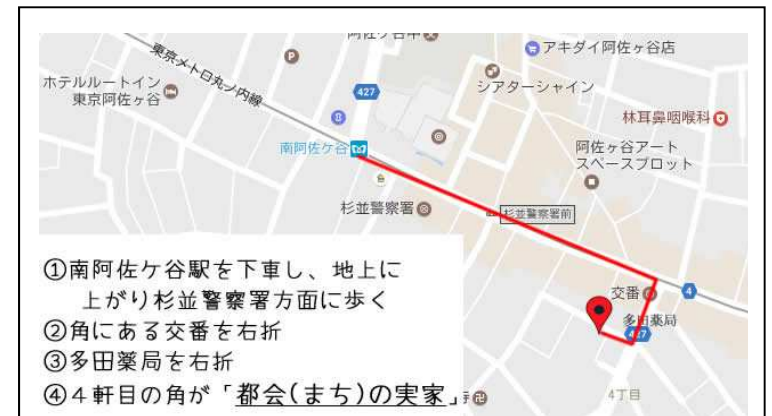 東京メトロ丸ノ内線
アキダイ阿佐ヶ谷店
シアターシャイン
ホテルルートイン
東京阿佐ヶ谷
P
427
林耳鼻咽喉科
南阿佐ケ谷
阿佐ヶ谷アート
スペースブロット
杉並警察署
杉並警察署前
交番
4
多田薬局
427
4丁目
①南阿佐ケ谷駅を下車し、地上に
上がり杉並警察署方面に歩く
②角にある交番を右折
③多田薬局を右折
④4軒目の角が「都会(まち)の実家」